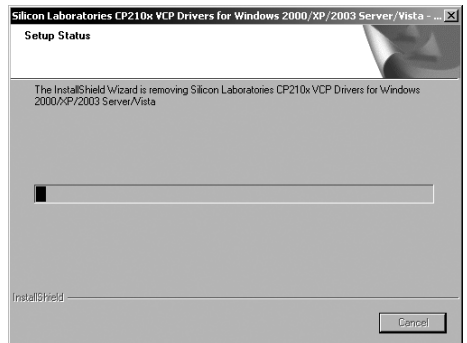 Silicon Laboratories CP210x VCP Drivers for Windows 2000/XP/2003 Server/Vista - ...
Setup Status
The InstallShield Wizard is removing Silicon Laboratories CP210x VCP Drivers for Windows
2000/XP/2003 Server/Vista
InstallShield
Cancel